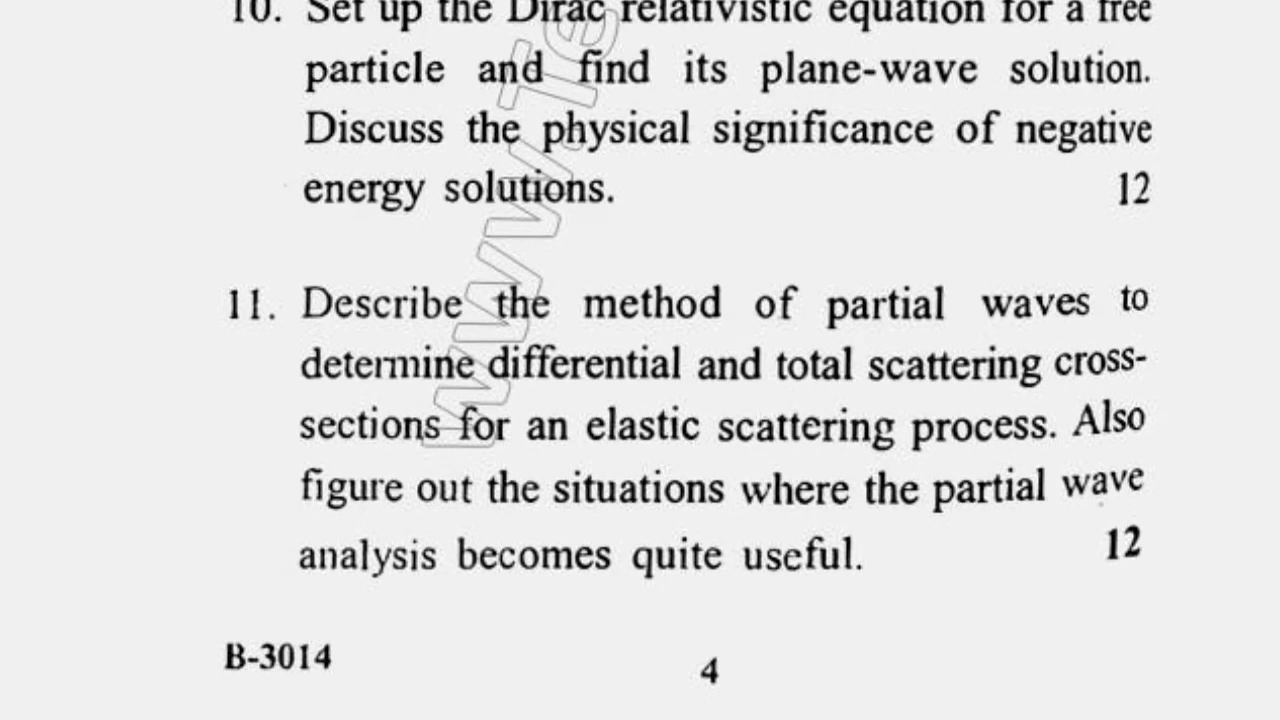 10. Set up the Dirac relativistic equation for a free
particle and find its plane-wave solution.
Discuss the physical significance of negative
energy solutions. 12
11. Describe the method of partial waves to
determine differential and total scattering cross-
sections for an elastic scattering process. Also
figure out the situations where the partial wave
analysis becomes quite useful. 12
B-3014 4
www.Te